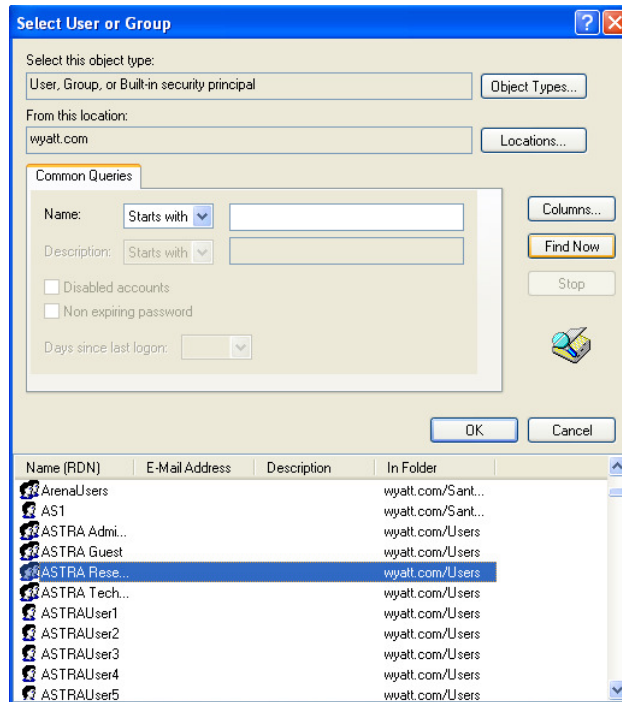 Select User or Group
Select this object type:
User, Group, or Built-in security principal
Object Types...
From this location:
wyatt.com
Locations...
Common Queries
Name:
Starts with
Columns...
Description:
Starts with
Find Now
Disabled accounts
Stop
Non expiring password
Days since last logon:
OK
Cancel
Name (RDN) E-Mail Address Description In Folder
ArenaUsers wyatt.com/Sant...
AS1 wyatt.com/Sant...
ASTRA Admi... wyatt.com/Users
ASTRA Guest wyatt.com/Users
ASTRA Rese... wyatt.com/Users
ASTRA Tech... wyatt.com/Users
ASTRAUser1 wyatt.com/Users
ASTRAUser2 wyatt.com/Users
ASTRAUser3 wyatt.com/Users
ASTRAUser4 wyatt.com/Users
ASTRAUser5 wyatt.com/Users